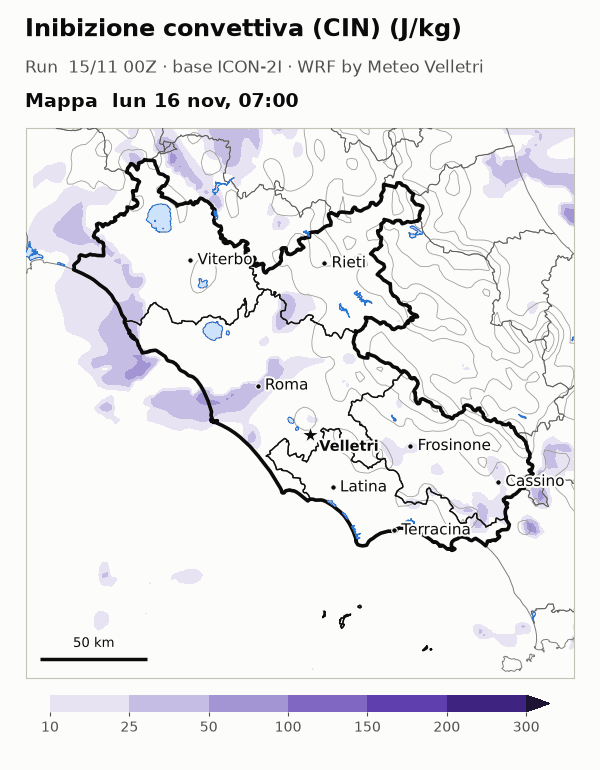 Inibizione convettiva (CIN) (J/kg)
Run  15/11 00Z · base ICON-2I · WRF by Meteo Velletri
Mappa  lun 16 nov, 07:00
Viterbo
Rieti
Roma
Velletri
Frosinone
Cassino
Latina
Terracina
50 km
10 25 50 100 150 200 300